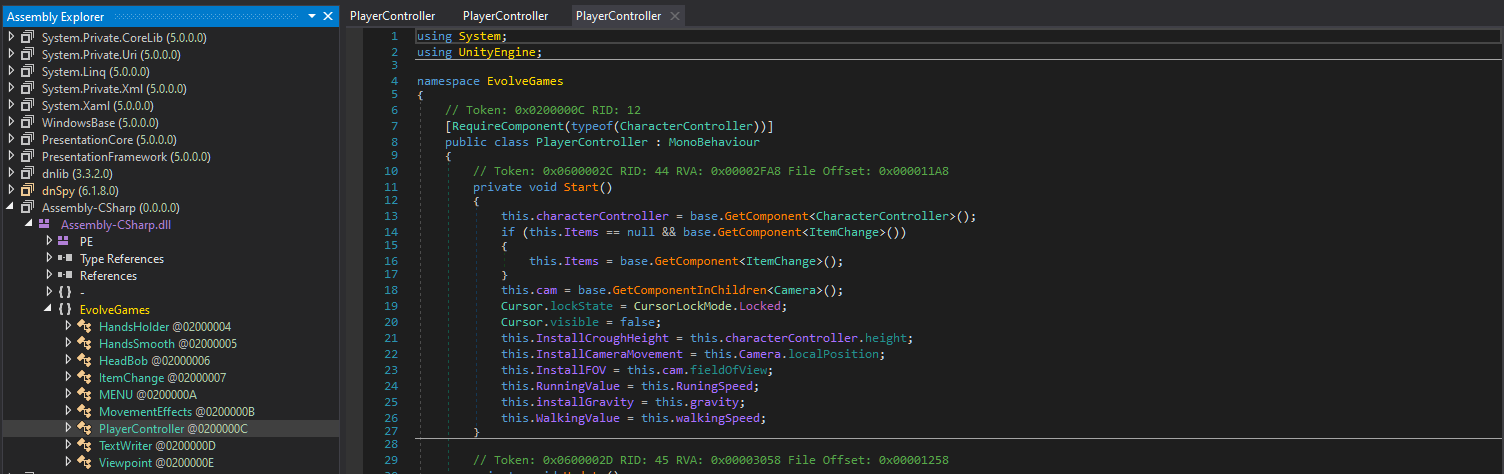 Assembly Explorer
System.Private.CoreLib (5.0.0.0)
System.Private.Uri (5.0.0.0)
System.Linq (5.0.0.0)
System.Private.Xml (5.0.0.0)
System.Xaml (5.0.0.0)
WindowsBase (5.0.0.0)
PresentationCore (5.0.0.0)
PresentationFramework (5.0.0.0)
dnlib (3.3.2.0)
dnSpy (6.1.8.0)
Assembly-CSharp (0.0.0.0)
Assembly-CSharp.dll
PE
Type References
References
{ } -
{ } EvolveGames
HandsHolder @02000004
HandsSmooth @02000005
HeadBob @02000006
ItemChange @02000007
MENU @0200000A
MovementEffects @0200000B
PlayerController @0200000C
TextWriter @0200000D
Viewpoint @0200000E
PlayerController PlayerController PlayerController
1 using System;
2 using UnityEngine;
3
4 namespace EvolveGames
5 {
6 // Token: 0x0200000C RID: 12
7 [RequireComponent(typeof(CharacterController))]
8 public class PlayerController : MonoBehaviour
9 {
10 // Token: 0x0600002C RID: 44 RVA: 0x00002FA8 File Offset: 0x000011A8
11 private void Start()
12 {
13 this.characterController = base.GetComponent<CharacterController>();
14 if (this.Items == null && base.GetComponent<ItemChange>())
15 {
16 this.Items = base.GetComponent<ItemChange>();
17 }
18 this.cam = base.GetComponentInChildren<Camera>();
19 Cursor.lockState = CursorLockMode.Locked;
20 Cursor.visible = false;
21 this.InstallCroughHeight = this.characterController.height;
22 this.InstallCameraMovement = this.Camera.localPosition;
23 this.InstallFOV = this.cam.fieldOfView;
24 this.RunningValue = this.RuningSpeed;
25 this.installGravity = this.gravity;
26 this.WalkingValue = this.walkingSpeed;
27 }
28
29 // Token: 0x0600002D RID: 45 RVA: 0x00003058 File Offset: 0x00001258